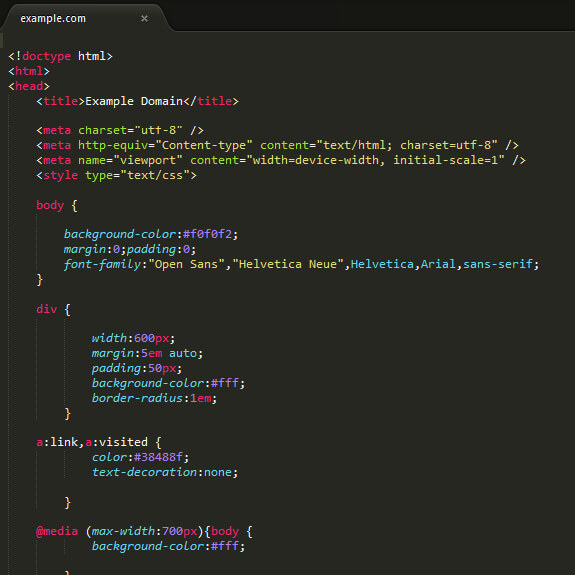 example.com ×
<!doctype html>
<html>
<head>
    <title>Example Domain</title>

    <meta charset="utf-8" />
    <meta http-equiv="Content-type" content="text/html; charset=utf-8" />
    <meta name="viewport" content="width=device-width, initial-scale=1" />
    <style type="text/css">

    body {

        background-color:#f0f0f2;
        margin:0;padding:0;
        font-family:"Open Sans","Helvetica Neue",Helvetica,Arial,sans-serif;
    }

    div {

            width:600px;
            margin:5em auto;
            padding:50px;
            background-color:#fff;
            border-radius:1em;
        }

    a:link,a:visited {
            color:#38488f;
            text-decoration:none;

        }

    @media (max-width:700px){body {
            background-color:#fff;

        }